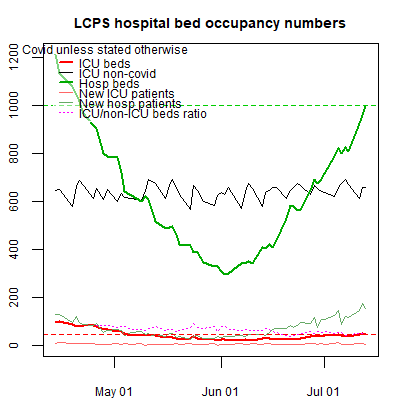 LCPS hospital bed occupancy numbers
Covid unless stated otherwise
ICU beds
ICU non-covid
Hosp beds
New ICU patients
New hosp patients
ICU/non-ICU beds ratio
1200
1000
800
600
400
200
0
May 01
Jun 01
Jul 01